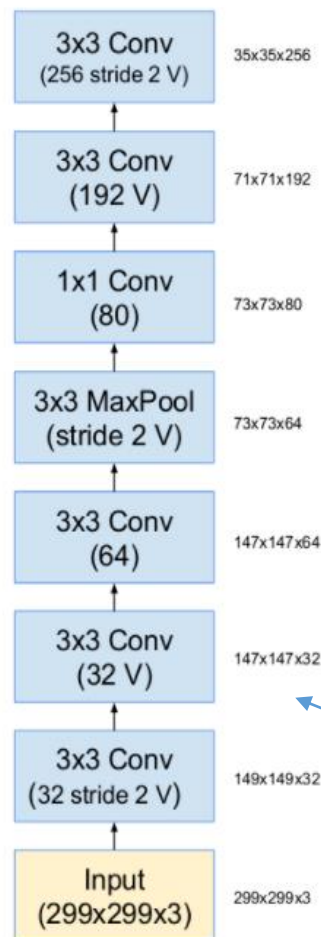 3x3 Conv
(256 stride 2 V)
35x35x256
3x3 Conv
(192 V)
71x71x192
1x1 Conv
(80)
73x73x80
3x3 MaxPool
(stride 2 V)
73x73x64
3x3 Conv
(64)
147x147x64
3x3 Conv
(32 V)
147x147x32
3x3 Conv
(32 stride 2 V)
149x149x32
Input
(299x299x3)
299x299x3